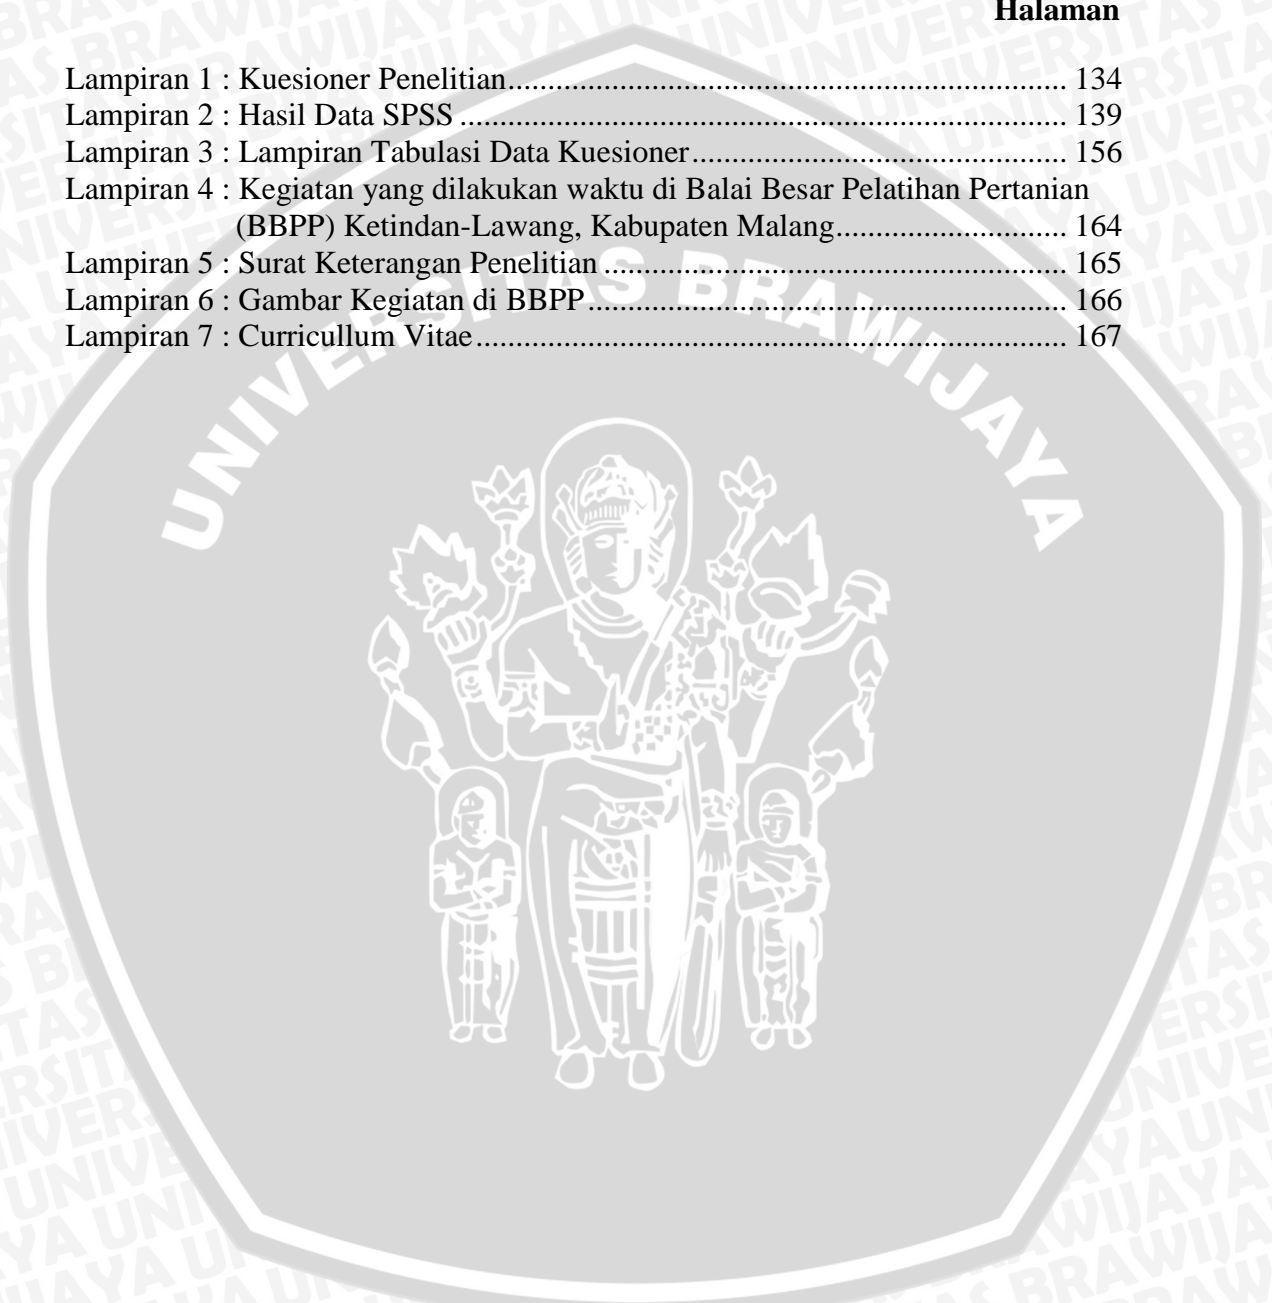 Halaman
Lampiran 1 : Kuesioner Penelitian....................................................................... 134
Lampiran 2 : Hasil Data SPSS ............................................................................. 139
Lampiran 3 : Lampiran Tabulasi Data Kuesioner................................................ 156
Lampiran 4 : Kegiatan yang dilakukan waktu di Balai Besar Pelatihan Pertanian
(BBPP) Ketindan-Lawang, Kabupaten Malang............................. 164
Lampiran 5 : Surat Keterangan Penelitian ........................................................... 165
Lampiran 6 : Gambar Kegiatan di BBPP............................................................. 166
Lampiran 7 : Curricullum Vitae........................................................................... 167
UNIVERSITAS BRAWIJAYA